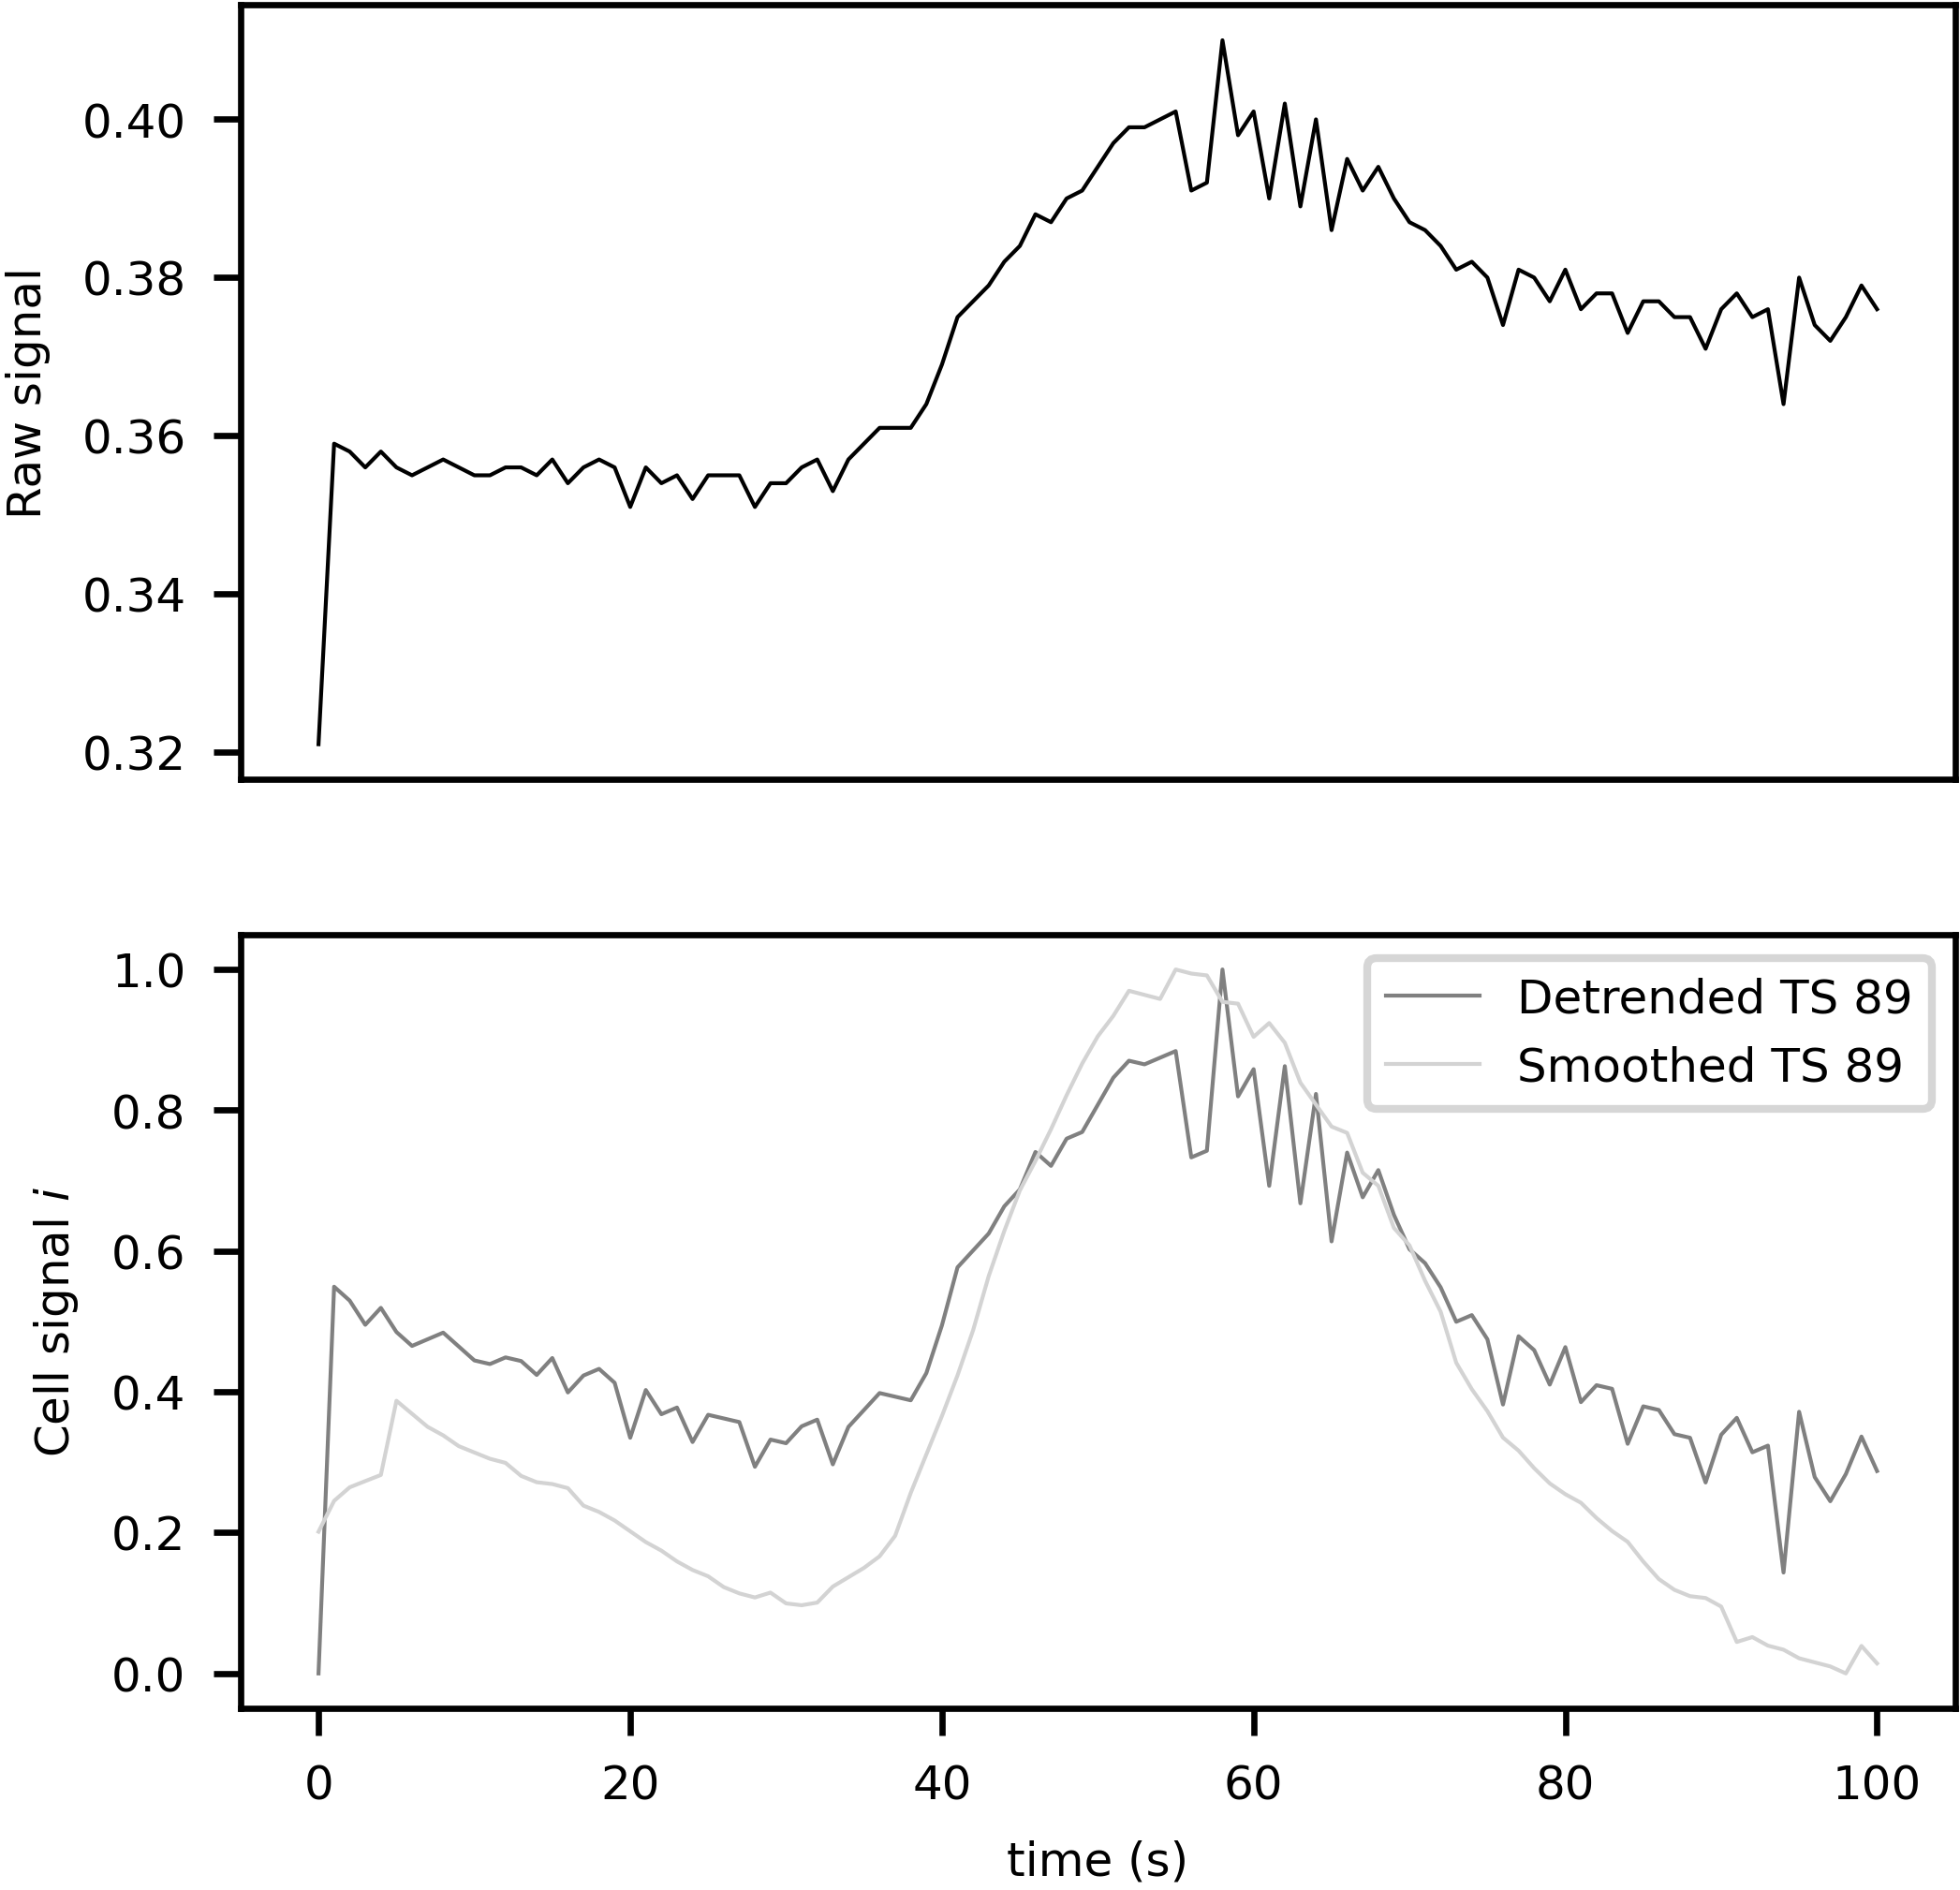 Raw signal
0.40
0.38
0.36
0.34
0.32
Cell signal i
1.0
0.8
0.6
0.4
0.2
0.0
Detrended TS 89
Smoothed TS 89
0 20 40 60 80 100
time (s)